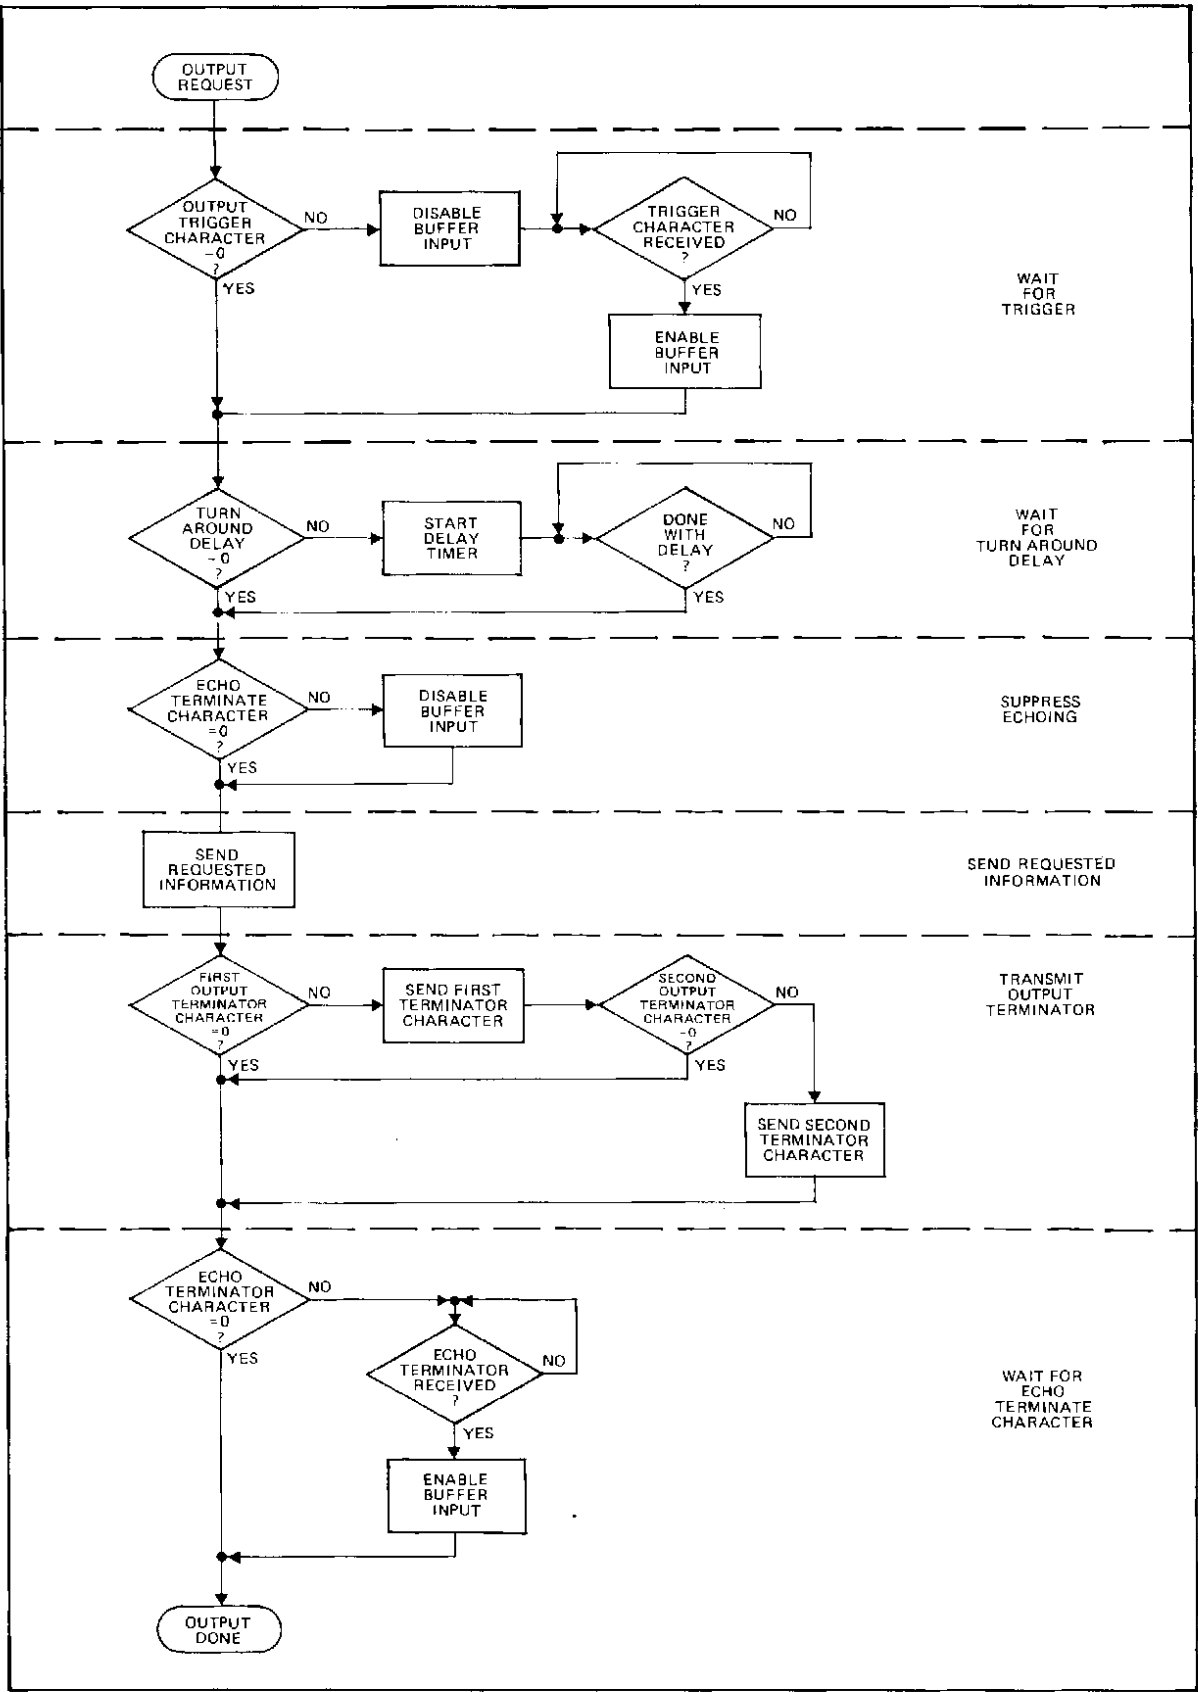 OUTPUT
REQUEST
OUTPUT
TRIGGER
CHARACTER
=0
?
NO
YES
DISABLE
BUFFER
INPUT
TRIGGER
CHARACTER
RECEIVED
?
NO
YES
ENABLE
BUFFER
INPUT
WAIT
FOR
TRIGGER
TURN
AROUND
DELAY
=0
?
NO
YES
START
DELAY
TIMER
DONE
WITH
DELAY
?
NO
YES
WAIT
FOR
TURN AROUND
DELAY
ECHO
TERMINATE
CHARACTER
=0
?
NO
YES
DISABLE
BUFFER
INPUT
SUPPRESS
ECHOING
SEND
REQUESTED
INFORMATION
SEND REQUESTED
INFORMATION
FIRST
OUTPUT
TERMINATOR
CHARACTER
=0
?
NO
YES
SEND FIRST
TERMINATOR
CHARACTER
SECOND
OUTPUT
TERMINATOR
CHARACTER
=0
?
NO
YES
TRANSMIT
OUTPUT
TERMINATOR
SEND SECOND
TERMINATOR
CHARACTER
ECHO
TERMINATOR
CHARACTER
=0
?
NO
YES
ECHO
TERMINATOR
RECEIVED
?
NO
YES
ENABLE
BUFFER
INPUT
WAIT FOR
ECHO
TERMINATE
CHARACTER
OUTPUT
DONE